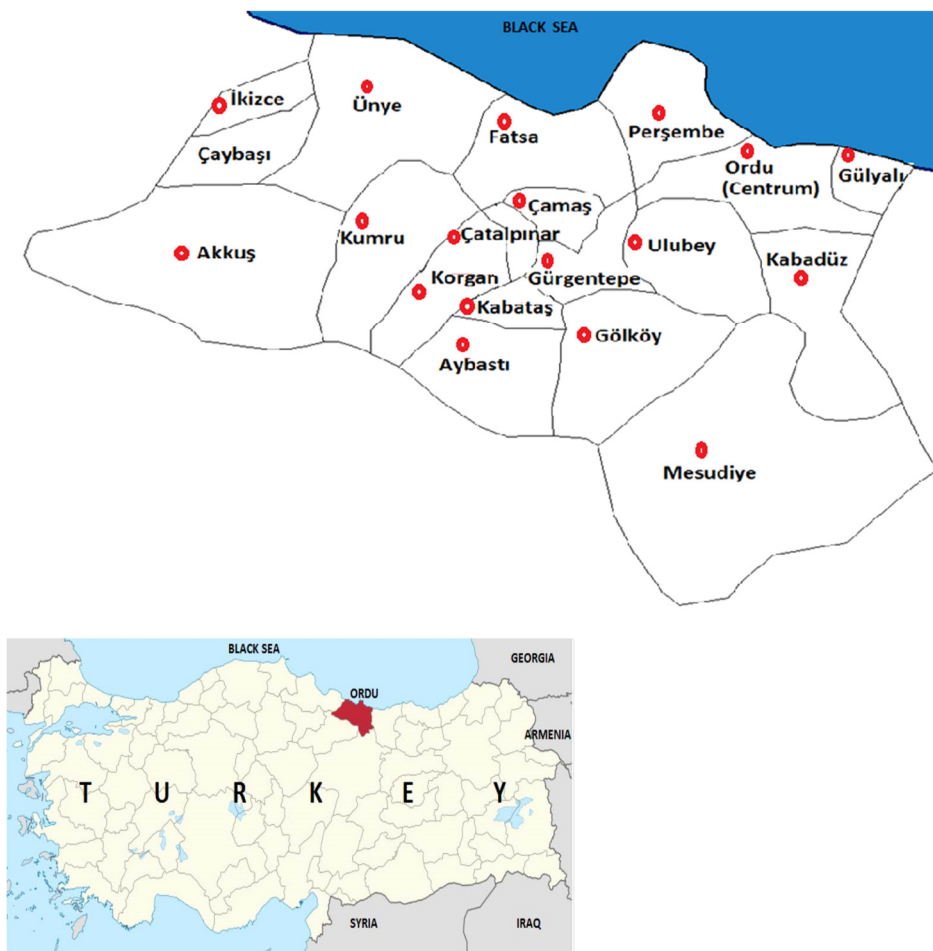 BLACK SEA
İkizce
Ünye
Fatsa
Perşembe
Çaybaşı
Ordu
(Centrum)
Gülyalı
Çamaş
Akkuş
Kumru
Çatalpınar
Ulubey
Kabadüz
Korgan
Gürgentepe
Kabataş
Gölköy
Aybastı
Mesudiye
BLACK SEA
GEORGIA
ORDU
ARMENIA
TURKEY
SYRIA
IRAQ